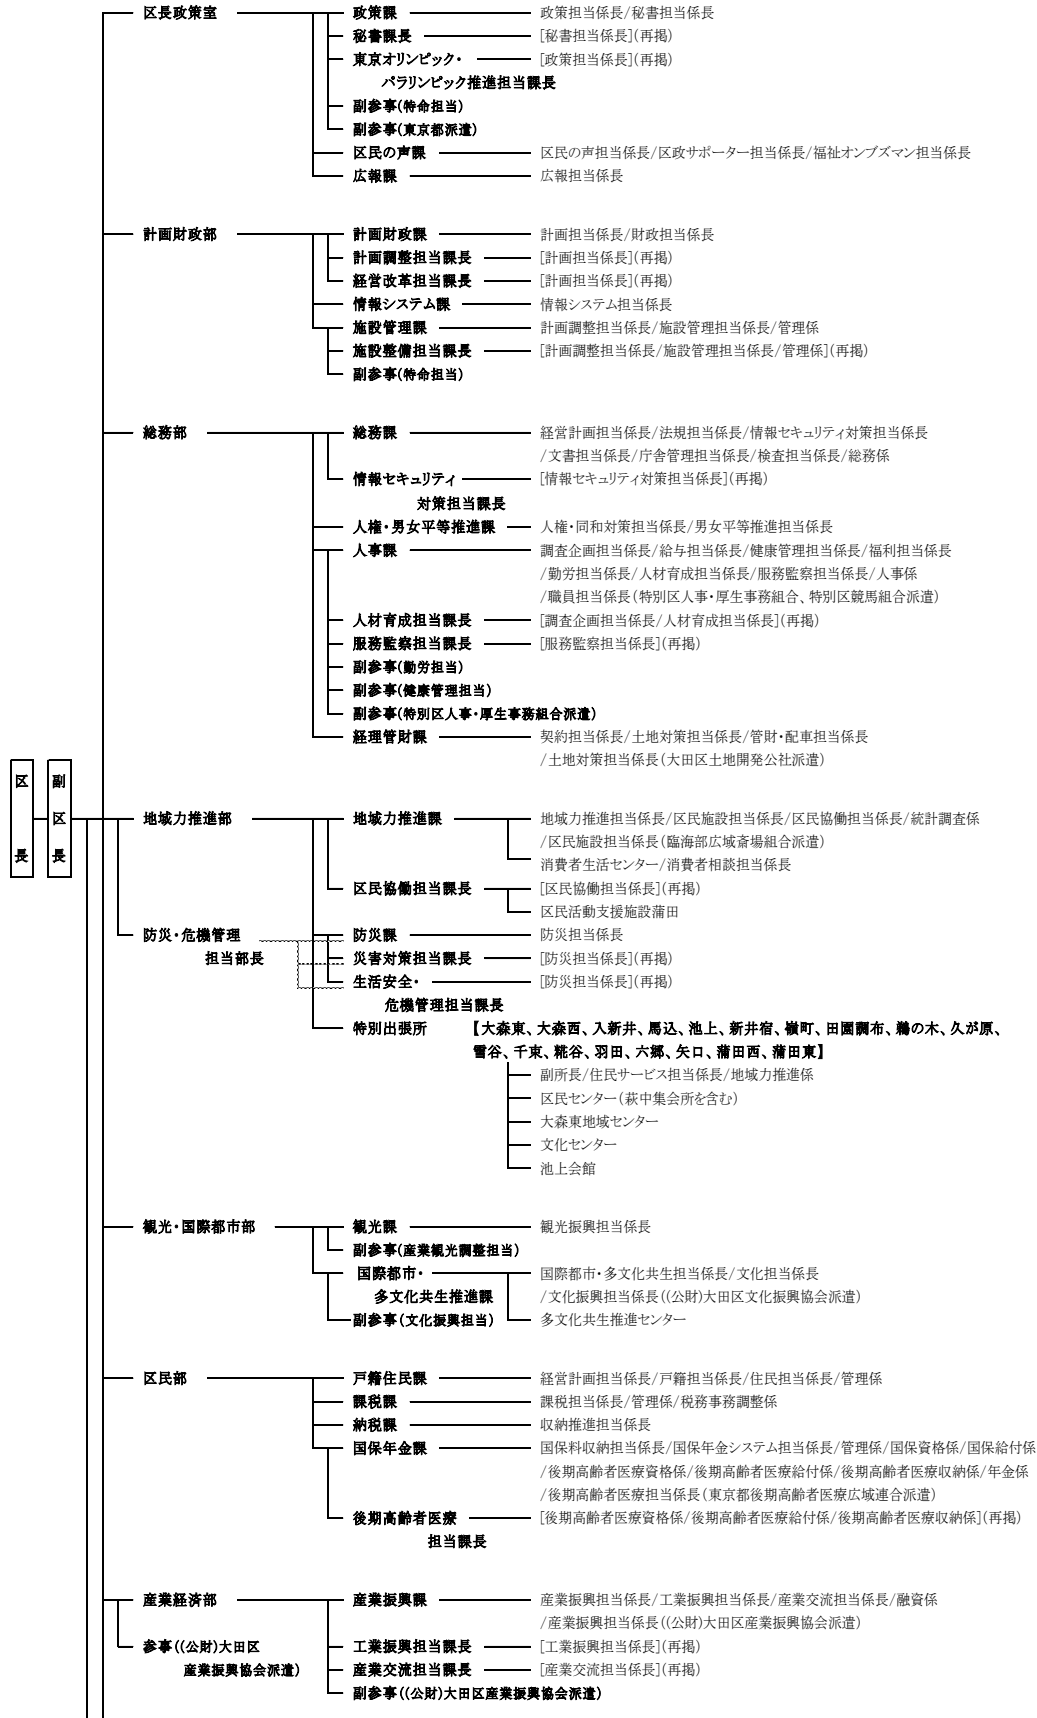 区長政策室 政策課 政策担当係長/秘書担当係長
秘書課長 [秘書担当係長](再掲)
東京オリンピック・ [政策担当係長](再掲)
パラリンピック推進担当課長
副参事(特命担当)
副参事(東京都派遣)
区民の声課 区民の声担当係長/区政サポーター担当係長/福祉オンブズマン担当係長
広報課 広報担当係長
計画財政部 計画財政課 計画担当係長/財政担当係長
計画調整担当課長 [計画担当係長](再掲)
経営改革担当課長 [計画担当係長](再掲)
情報システム課 情報システム担当係長
施設管理課 計画調整担当係長/施設管理担当係長/管理係
施設整備担当課長 [計画調整担当係長/施設管理担当係長/管理係](再掲)
副参事(特命担当)
総務部 総務課 経営計画担当係長/法規担当係長/情報セキュリティ対策担当係長
/文書担当係長/庁舎管理担当係長/検査担当係長/総務係
情報セキュリティ [情報セキュリティ対策担当係長](再掲)
対策担当課長
人権・男女平等推進課 人権・同和対策担当係長/男女平等推進担当係長
人事課 調査企画担当係長/給与担当係長/健康管理担当係長/福利担当係長
/勤労担当係長/人材育成担当係長/服務監察担当係長/人事係
/職員担当係長(特別区人事・厚生事務組合、特別区競馬組合派遣)
人材育成担当課長 [調査企画担当係長/人材育成担当係長](再掲)
服務監察担当課長 [服務監察担当係長](再掲)
副参事(勤労担当)
副参事(健康管理担当)
副参事(特別区人事・厚生事務組合派遣)
経理管財課 契約担当係長/土地対策担当係長/管財・配車担当係長
/土地対策担当係長(大田区土地開発公社派遣)
区長
副区長
地域力推進部 地域力推進課 地域力推進担当係長/区民施設担当係長/区民協働担当係長/統計調査係
/区民施設担当係長(臨海部広域斎場組合派遣)
消費者生活センター/消費者相談担当係長
区民協働担当課長 [区民協働担当係長](再掲)
区民活動支援施設蒲田
防災・危機管理 防災課 防災担当係長
担当部長 災害対策担当課長 [防災担当係長](再掲)
生活安全・ [防災担当係長](再掲)
危機管理担当課長
特別出張所 【大森東、大森西、入新井、馬込、池上、新井宿、嶺町、田園調布、鵜の木、久が原、
雪谷、千束、糀谷、羽田、六郷、矢口、蒲田西、蒲田東】
副所長/住民サービス担当係長/地域力推進係
区民センター(萩中集会所を含む)
大森東地域センター
文化センター
池上会館
観光・国際都市部 観光課 観光振興担当係長
副参事(産業観光調整担当)
国際都市・ 国際都市・多文化共生担当係長/文化担当係長
多文化共生推進課 /文化振興担当係長((公財)大田区文化振興協会派遣)
副参事(文化振興担当) 多文化共生推進センター
区民部 戸籍住民課 経営計画担当係長/戸籍担当係長/住民担当係長/管理係
課税課 課税担当係長/管理係/税務事務調整係
納税課 収納推進担当係長
国保年金課 国保料収納担当係長/国保年金システム担当係長/管理係/国保資格係/国保給付係
/後期高齢者医療資格係/後期高齢者医療給付係/後期高齢者医療収納係/年金係
/後期高齢者医療担当係長(東京都後期高齢者医療広域連合派遣)
後期高齢者医療 [後期高齢者医療資格係/後期高齢者医療給付係/後期高齢者医療収納係](再掲)
担当課長
産業経済部 産業振興課 産業振興担当係長/工業振興担当係長/産業交流担当係長/融資係
/産業振興担当係長((公財)大田区産業振興協会派遣)
参事((公財)大田区 工業振興担当課長 [工業振興担当係長](再掲)
産業振興協会派遣) 産業交流担当課長 [産業交流担当係長](再掲)
副参事((公財)大田区産業振興協会派遣)